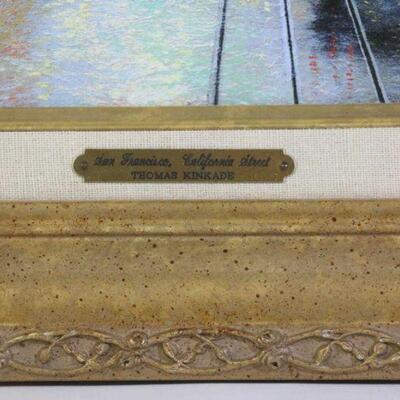 San Francisco, California Street
THOMAS KINKADE